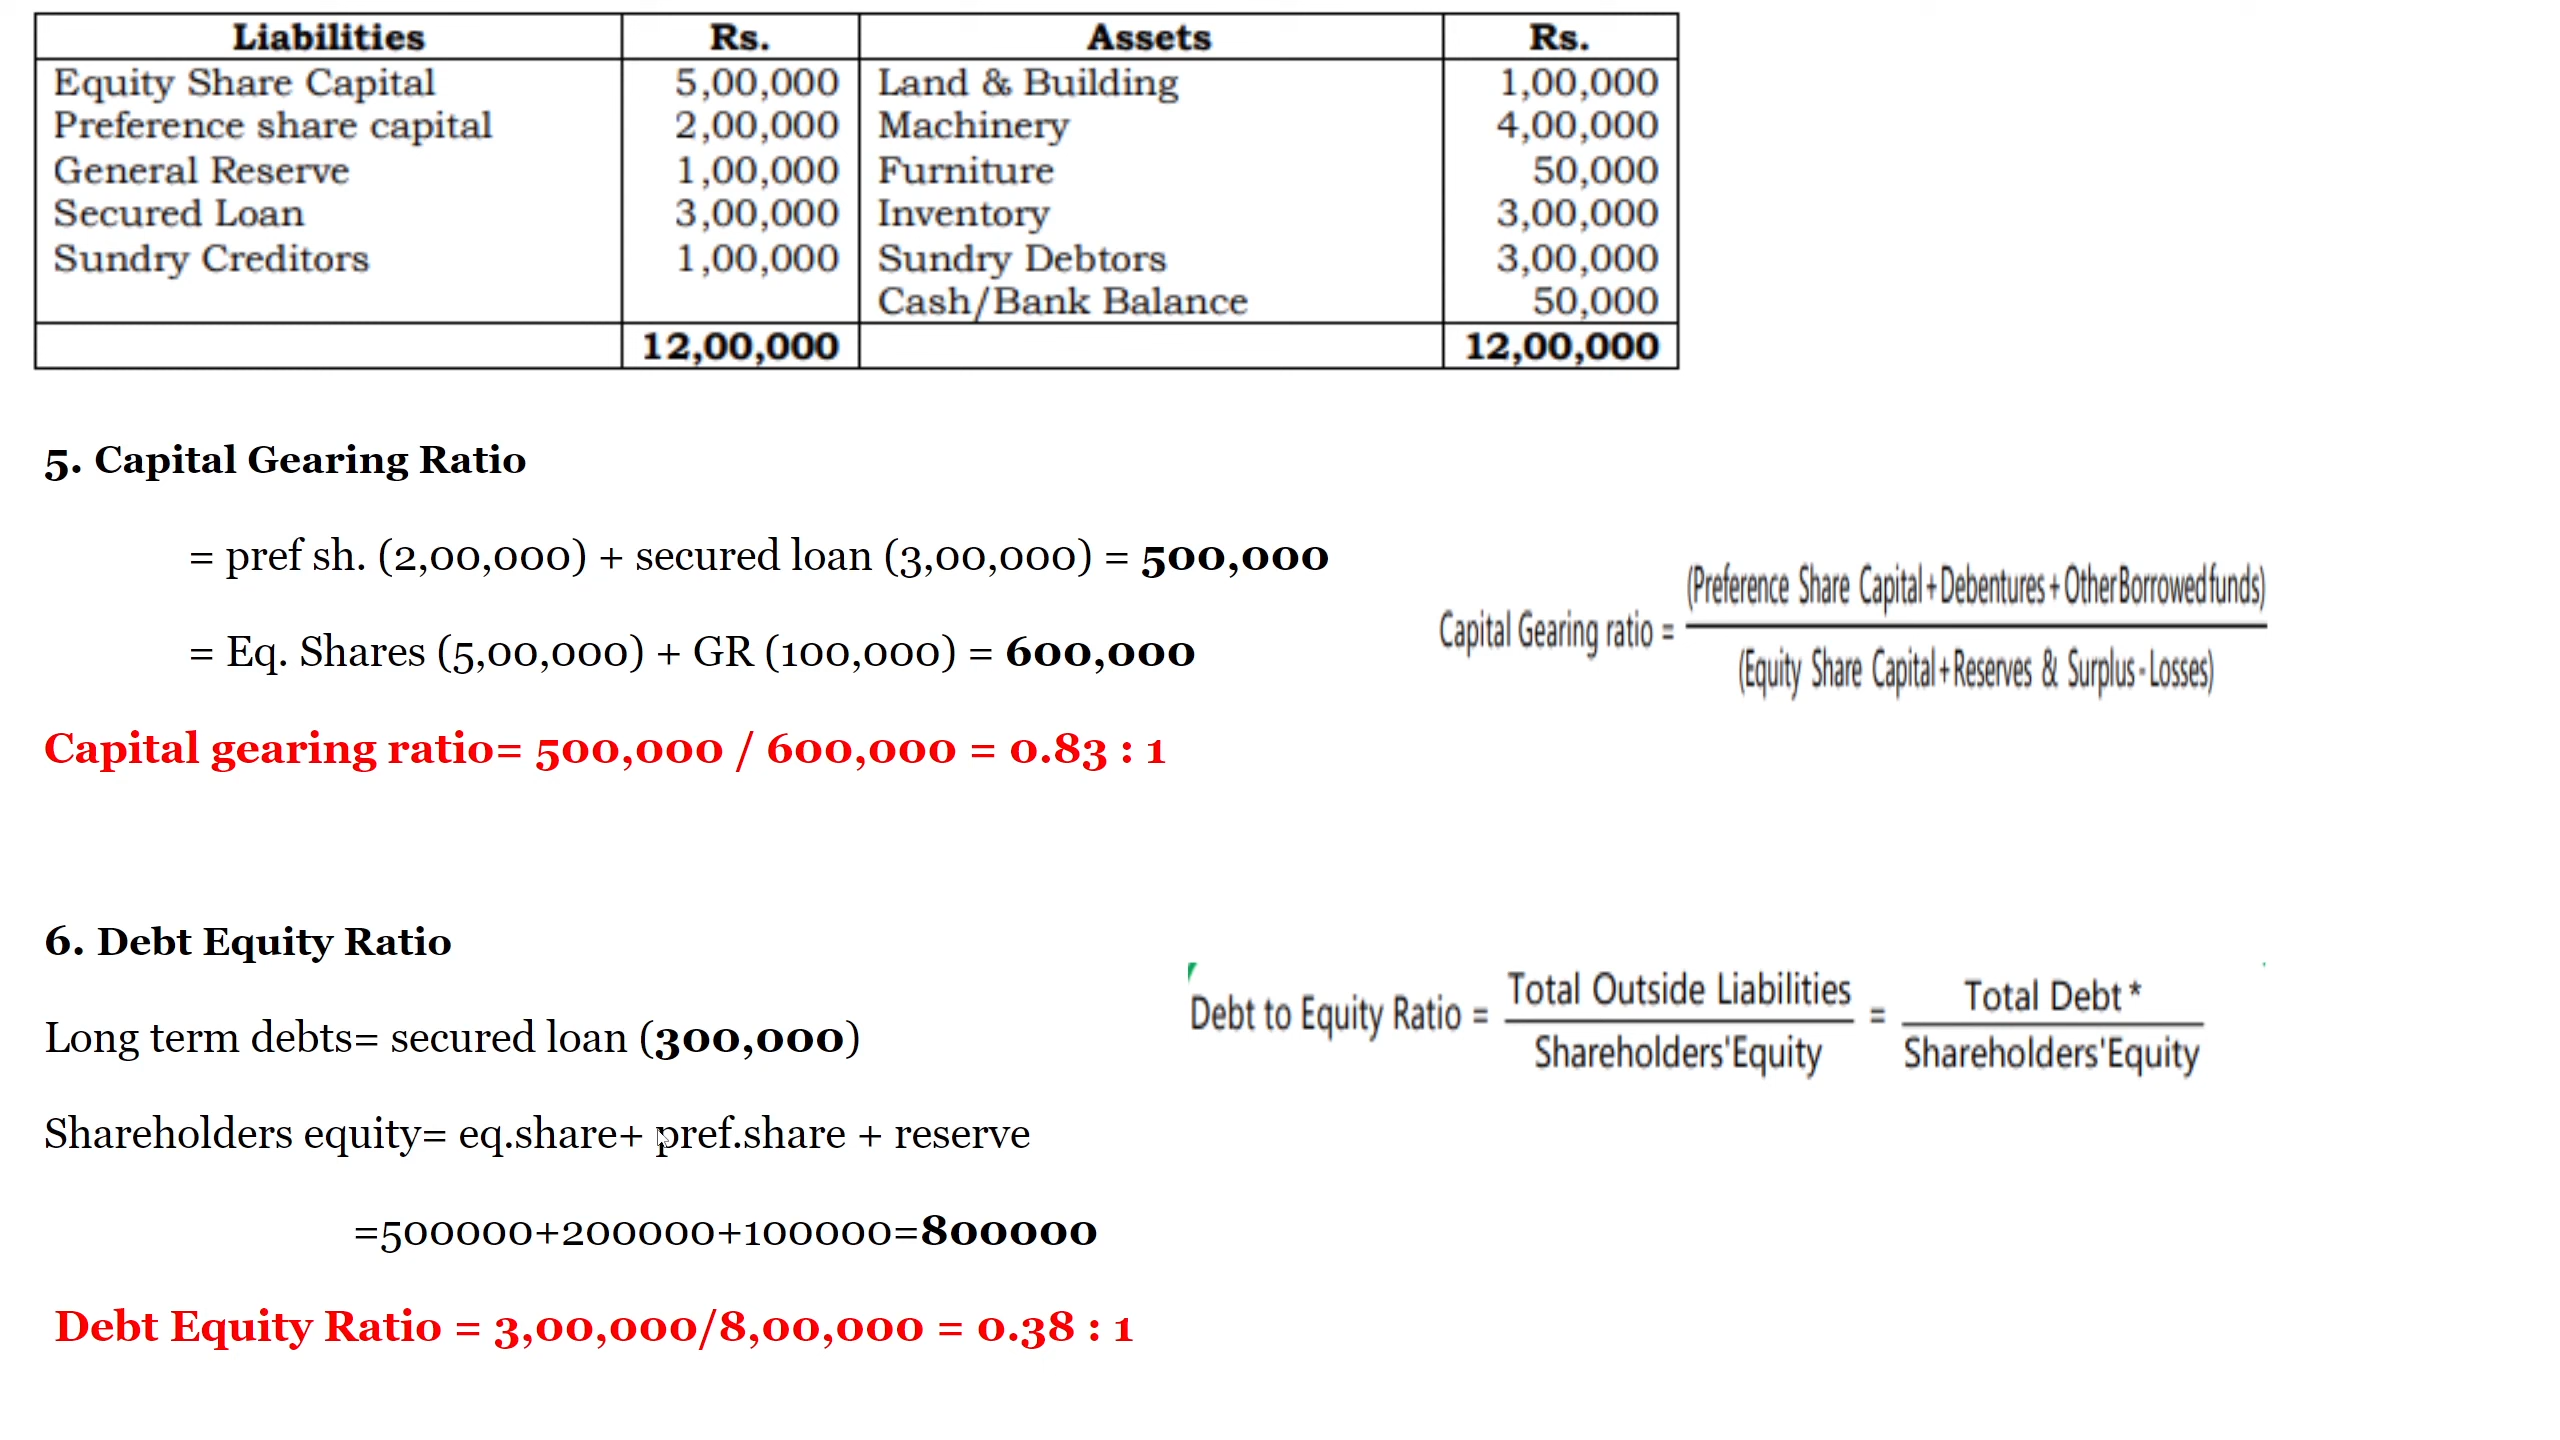 Liabilities Rs. Assets Rs.
Equity Share Capital 5,00,000 Land & Building 1,00,000
Preference share capital 2,00,000 Machinery 4,00,000
General Reserve 1,00,000 Furniture 50,000
Secured Loan 3,00,000 Inventory 3,00,000
Sundry Creditors 1,00,000 Sundry Debtors 3,00,000
Cash/Bank Balance 50,000
12,00,000 12,00,000
5. Capital Gearing Ratio
= pref sh. (2,00,000) + secured loan (3,00,000) = 500,000
= Eq. Shares (5,00,000) + GR (100,000) = 600,000
Capital gearing ratio= 500,000 / 600,000 = 0.83 : 1
(Preference Share Capital+Debentures+OtherBorrowedfunds)
Capital Gearing ratio =
(Equity Share Capital+Reserves & Surplus-Losses)
6. Debt Equity Ratio
Long term debts= secured loan (300,000)
Shareholders equity= eq.share+ pref.share + reserve
=500000+200000+100000=800000
Debt Equity Ratio = 3,00,000/8,00,000 = 0.38 : 1
Total Outside Liabilities Total Debt*
Debt to Equity Ratio = =
Shareholders'Equity Shareholders'Equity